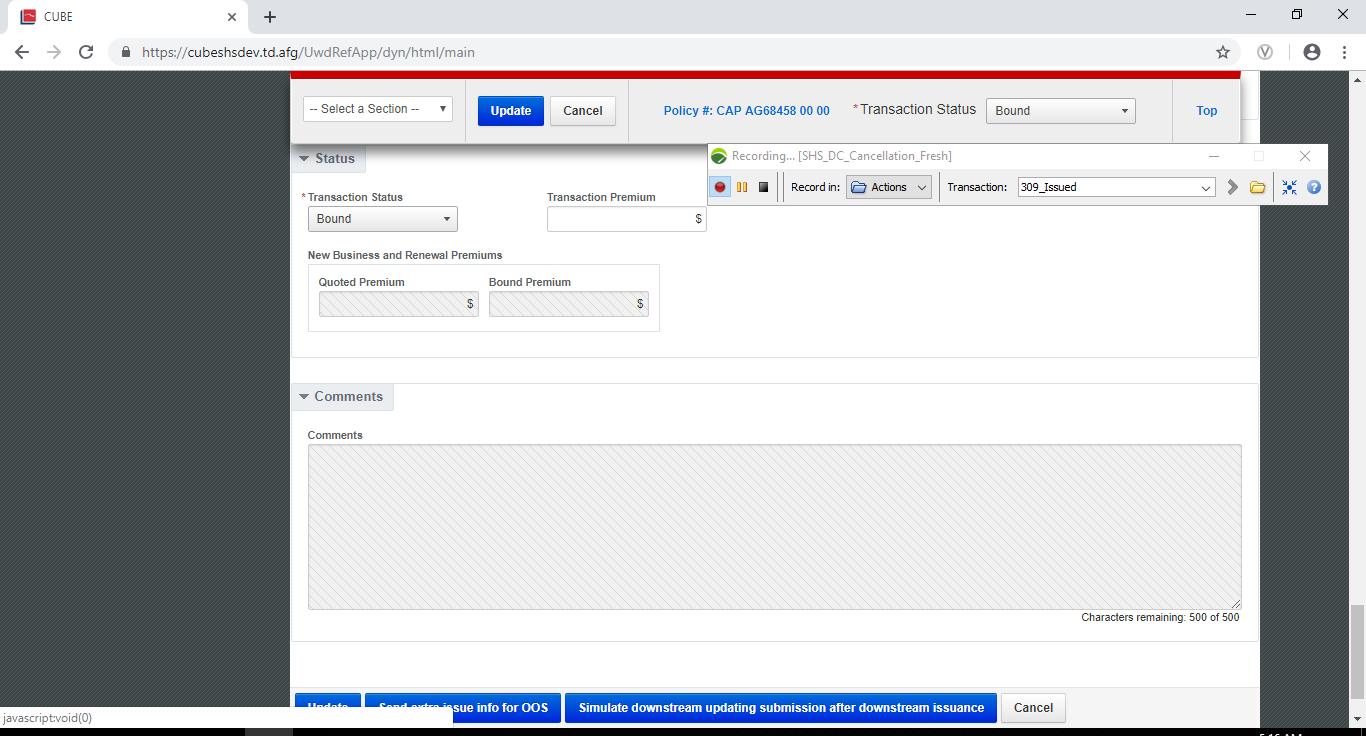 CUBE
https://cubeshsdev.td.afg/UwdRefApp/dyn/html/main
-- Select a Section --
Update
Cancel
Policy #: CAP AG68458 00 00
*Transaction Status
Bound
Top
Status
Recording... [SHS_DC_Cancellation_Fresh]
Record in:
Actions
Transaction:
309_Issued
* Transaction Status
Bound
Transaction Premium
$
New Business and Renewal Premiums
Quoted Premium
$
Bound Premium
$
Comments
Comments
Characters remaining: 500 of 500
Update
Send extra issue info for OOS
Simulate downstream updating submission after downstream issuance
Cancel
javascript:void(0)